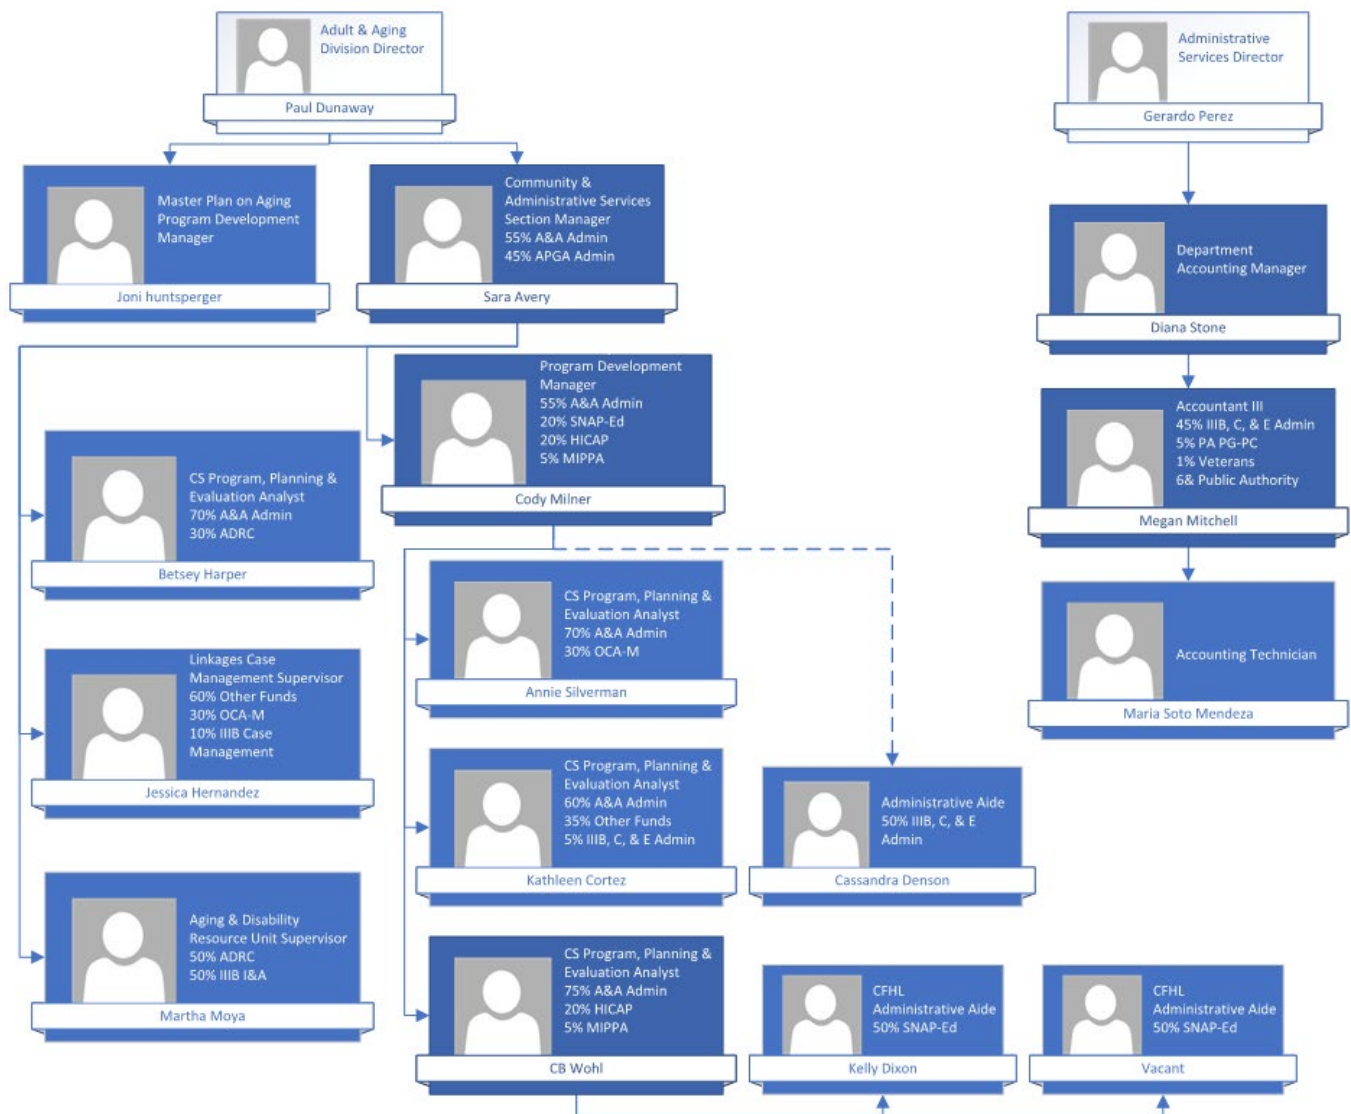 Adult & Aging
Division Director
Paul Dunaway
Administrative
Services Director
Gerardo Perez
Master Plan on Aging
Program Development
Manager
Joni huntsperger
Community &
Administrative Services
Section Manager
55% A&A Admin
45% APGA Admin
Sara Avery
Department
Accounting Manager
Diana Stone
Program Development
Manager
55% A&A Admin
20% SNAP-Ed
20% HICAP
5% MIPPA
Cody Milner
Accountant III
45% IIIB, C, & E Admin
5% PA PG-PC
1% Veterans
6& Public Authority
Megan Mitchell
CS Program, Planning &
Evaluation Analyst
70% A&A Admin
30% ADRC
Betsey Harper
CS Program, Planning &
Evaluation Analyst
70% A&A Admin
30% OCA-M
Annie Silverman
Accounting Technician
Maria Soto Mendeza
Linkages Case
Management Supervisor
60% Other Funds
30% OCA-M
10% IIIB Case
Management
Jessica Hernandez
CS Program, Planning &
Evaluation Analyst
60% A&A Admin
35% Other Funds
5% IIIB, C, & E Admin
Kathleen Cortez
Administrative Aide
50% IIIB, C, & E
Admin
Cassandra Denson
Aging & Disability
Resource Unit Supervisor
50% ADRC
50% IIIB I&A
Martha Moya
CS Program, Planning &
Evaluation Analyst
75% A&A Admin
20% HICAP
5% MIPPA
CB Wohl
CFHL
Administrative Aide
50% SNAP-Ed
Kelly Dixon
CFHL
Administrative Aide
50% SNAP-Ed
Vacant